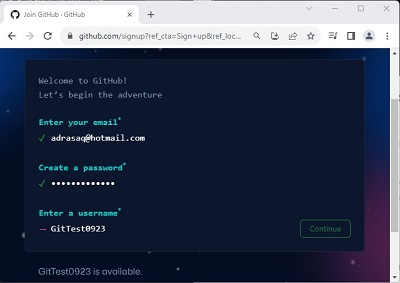 Join GitHub · GitHub
github.com/signup?ref_cta=Sign+up&ref_loc...
Welcome to GitHub!
Let's begin the adventure
Enter your email*
✓ adrasaq@hotmail.com
Create a password*
✓ •••••••••••••
Enter a username*
→ GitTest0923
Continue
GitTest0923 is available.